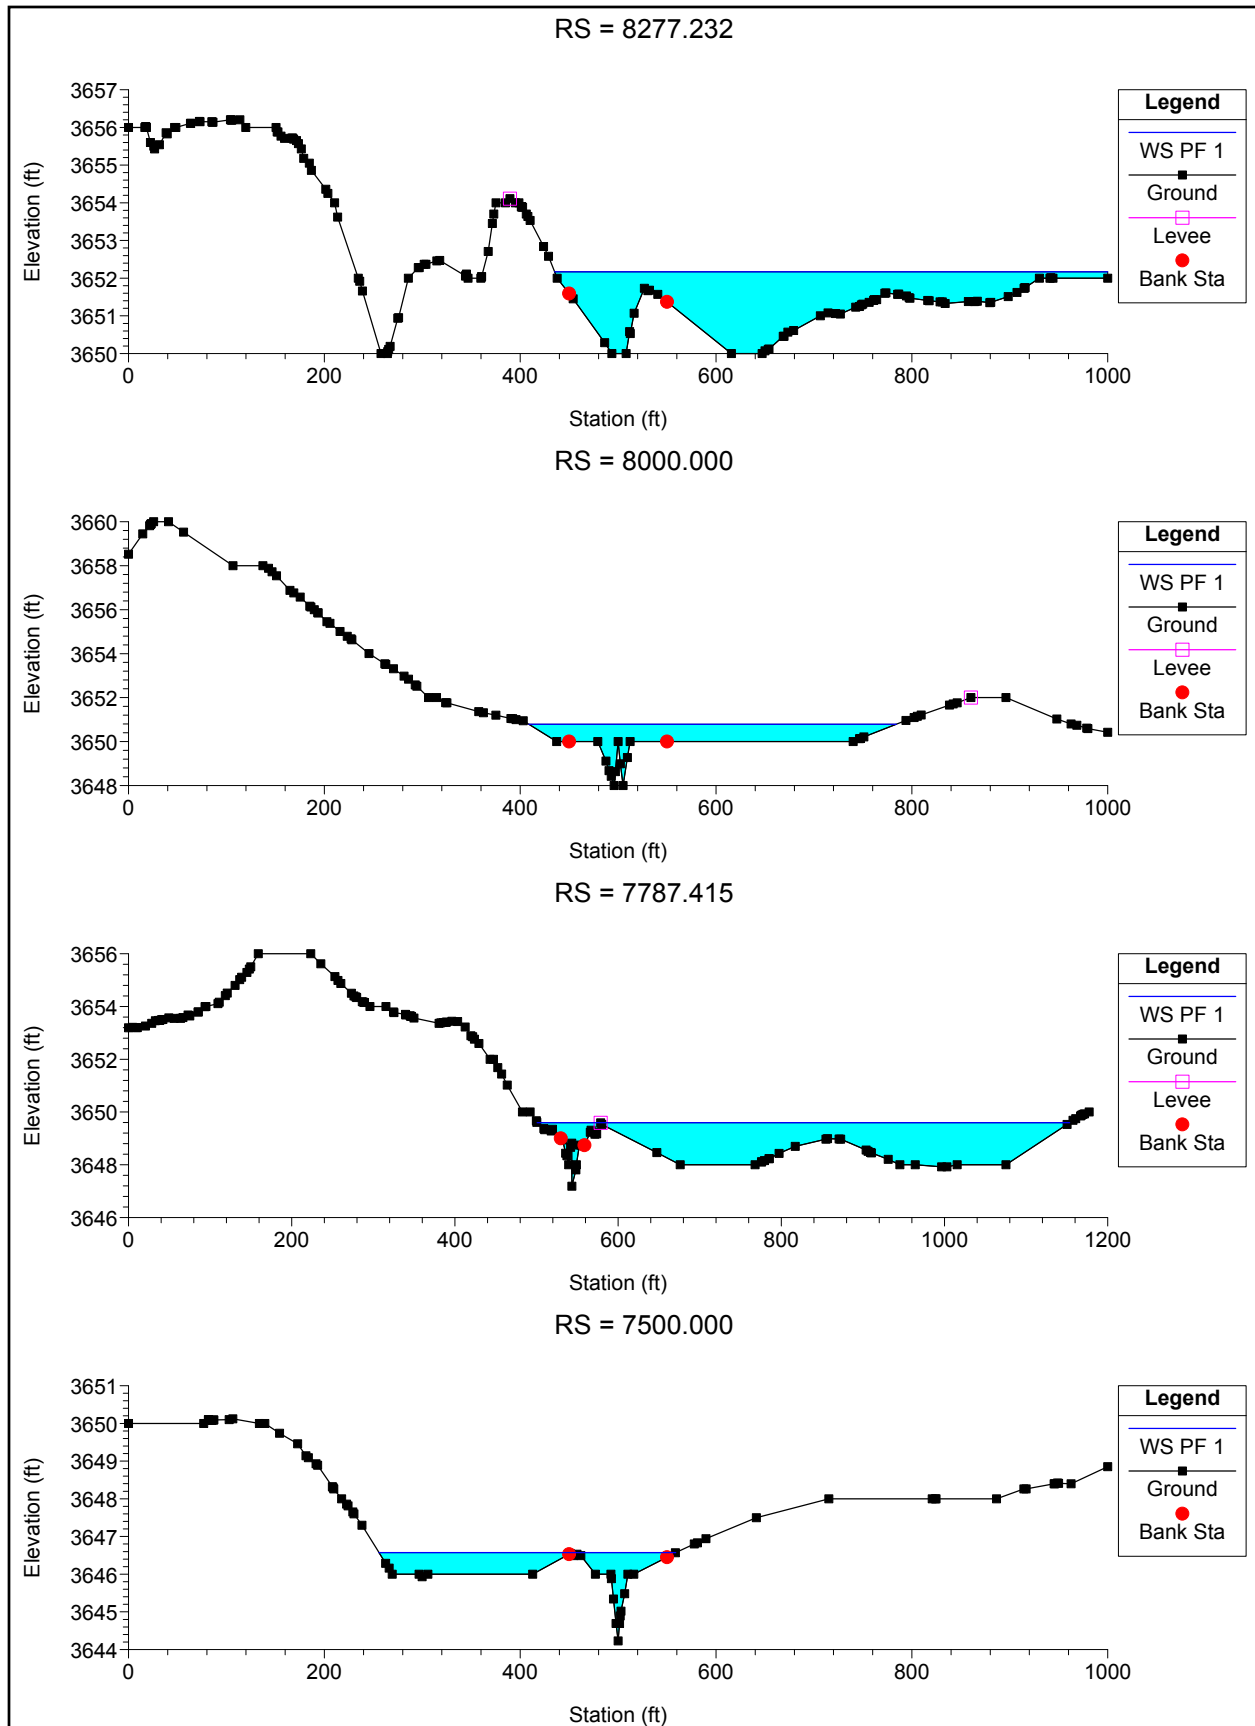 RS = 8277.232
3657
3656
3655
3654
3653
3652
3651
3650
Elevation (ft)
0
200
400
600
800
1000
Station (ft)
Legend
WS PF 1
Ground
Levee
Bank Sta
RS = 8000.000
3660
3658
3656
3654
3652
3650
3648
Elevation (ft)
0
200
400
600
800
1000
Station (ft)
Legend
WS PF 1
Ground
Levee
Bank Sta
RS = 7787.415
3656
3654
3652
3650
3648
3646
Elevation (ft)
0
200
400
600
800
1000
1200
Station (ft)
Legend
WS PF 1
Ground
Levee
Bank Sta
RS = 7500.000
3651
3650
3649
3648
3647
3646
3645
3644
Elevation (ft)
0
200
400
600
800
1000
Station (ft)
Legend
WS PF 1
Ground
Bank Sta